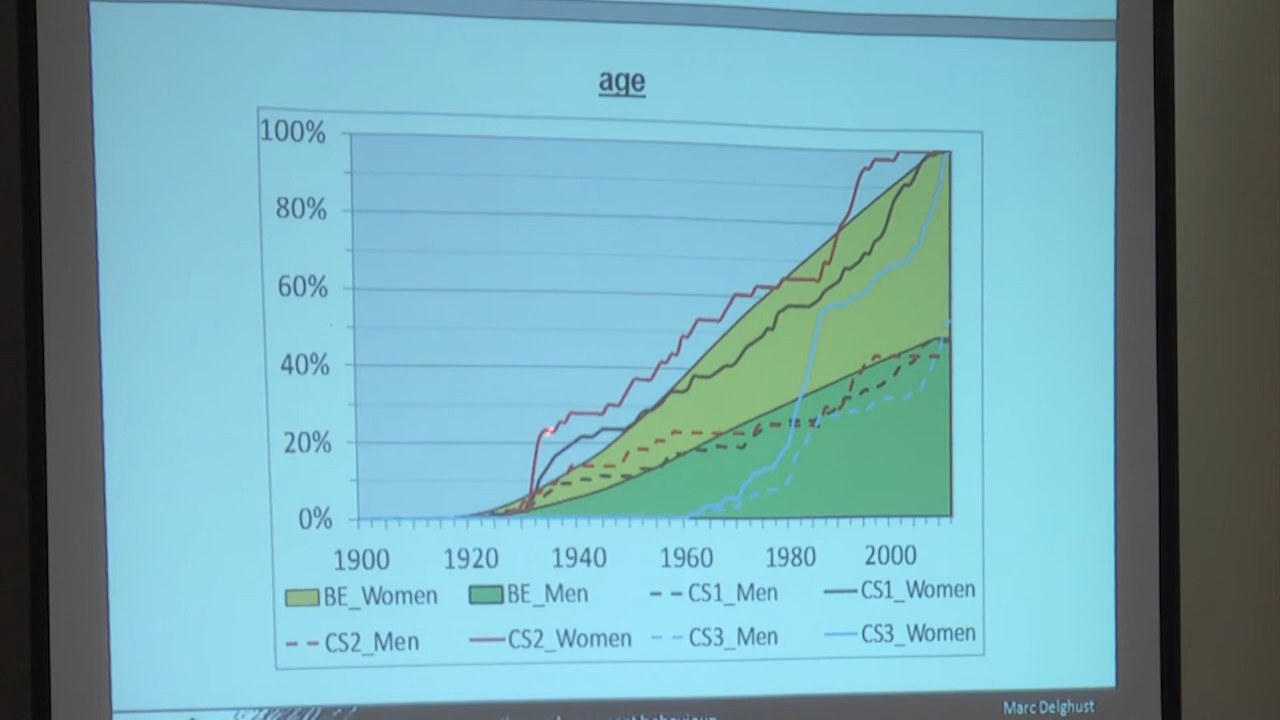 age
100%
80%
60%
40%
20%
0%
1900 1920 1940 1960 1980 2000
BE_Women BE_Men CS1_Men CS1_Women
CS2_Men CS2_Women CS3_Men CS3_Women
Marc Delghust